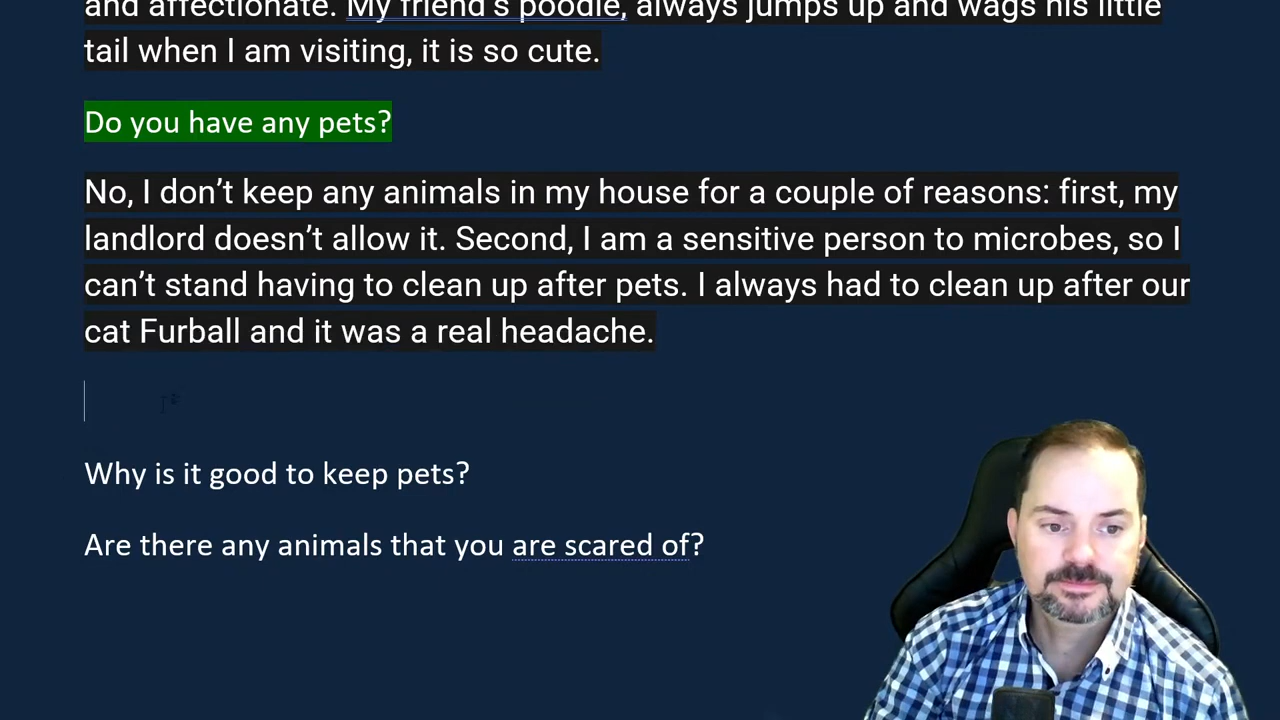 and affectionate. My friend's poodle, always jumps up and wags his little
tail when I am visiting, it is so cute.
Do you have any pets?
No, I don’t keep any animals in my house for a couple of reasons: first, my
landlord doesn’t allow it. Second, I am a sensitive person to microbes, so I
can’t stand having to clean up after pets. I always had to clean up after our
cat Furball and it was a real headache.
Why is it good to keep pets?
Are there any animals that you are scared of?